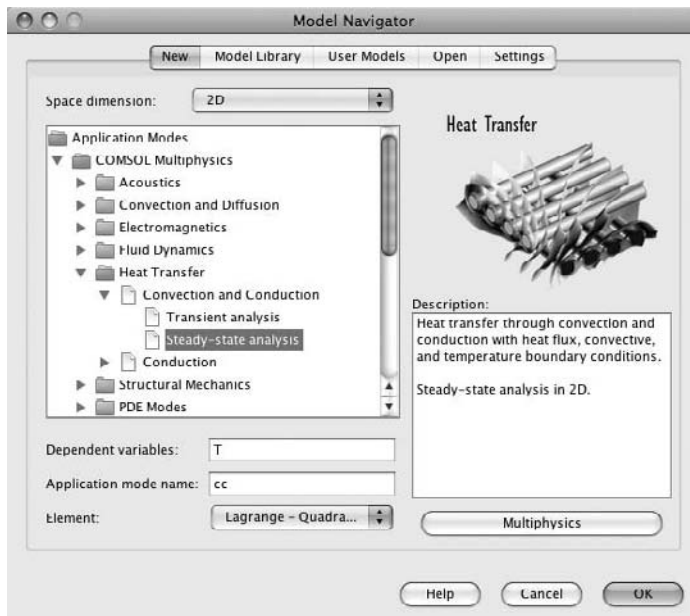 Model Navigator
New Model Library User Models Open Settings
Space dimension: 2D
Application Modes
COMSOL Multiphysics
Acoustics
Convection and Diffusion
Electromagnetics
Fluid Dynamics
Heat Transfer
Convection and Conduction
Transient analysis
Steady-state analysis
Conduction
Structural Mechanics
PDE Modes
Dependent variables: T
Application mode name: cc
Element: Lagrange - Quadra...
Heat Transfer
Description:
Heat transfer through convection and
conduction with heat flux, convective,
and temperature boundary conditions.
Steady-state analysis in 2D.
Multiphysics
Help Cancel OK